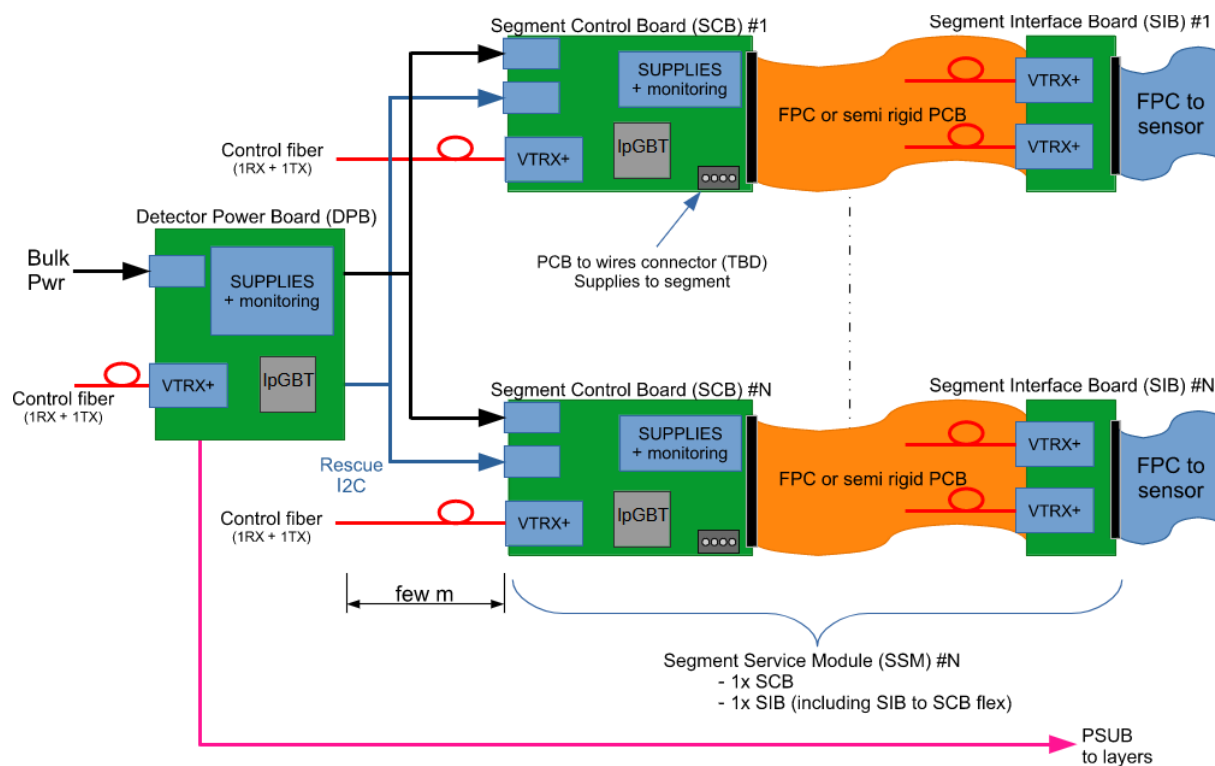 Segment Control Board (SCB) #1
Segment Interface Board (SIB) #1
SUPPLIES
+ monitoring
VTRX+
FPC or semi rigid PCB
FPC to
sensor
lpGBT
Control fiber
(1RX + 1TX)
VTRX+
VTRX+
Detector Power Board (DPB)
PCB to wires connector (TBD)
Supplies to segment
Bulk
Pwr
SUPPLIES
+ monitoring
lpGBT
VTRX+
Control fiber
(1RX + 1TX)
Segment Control Board (SCB) #N
Segment Interface Board (SIB) #N
SUPPLIES
+ monitoring
VTRX+
FPC or semi rigid PCB
FPC to
sensor
Rescue
I2C
lpGBT
Control fiber
(1RX + 1TX)
VTRX+
VTRX+
few m
Segment Service Module (SSM) #N
- 1x SCB
- 1x SIB (including SIB to SCB flex)
PSUB
to layers